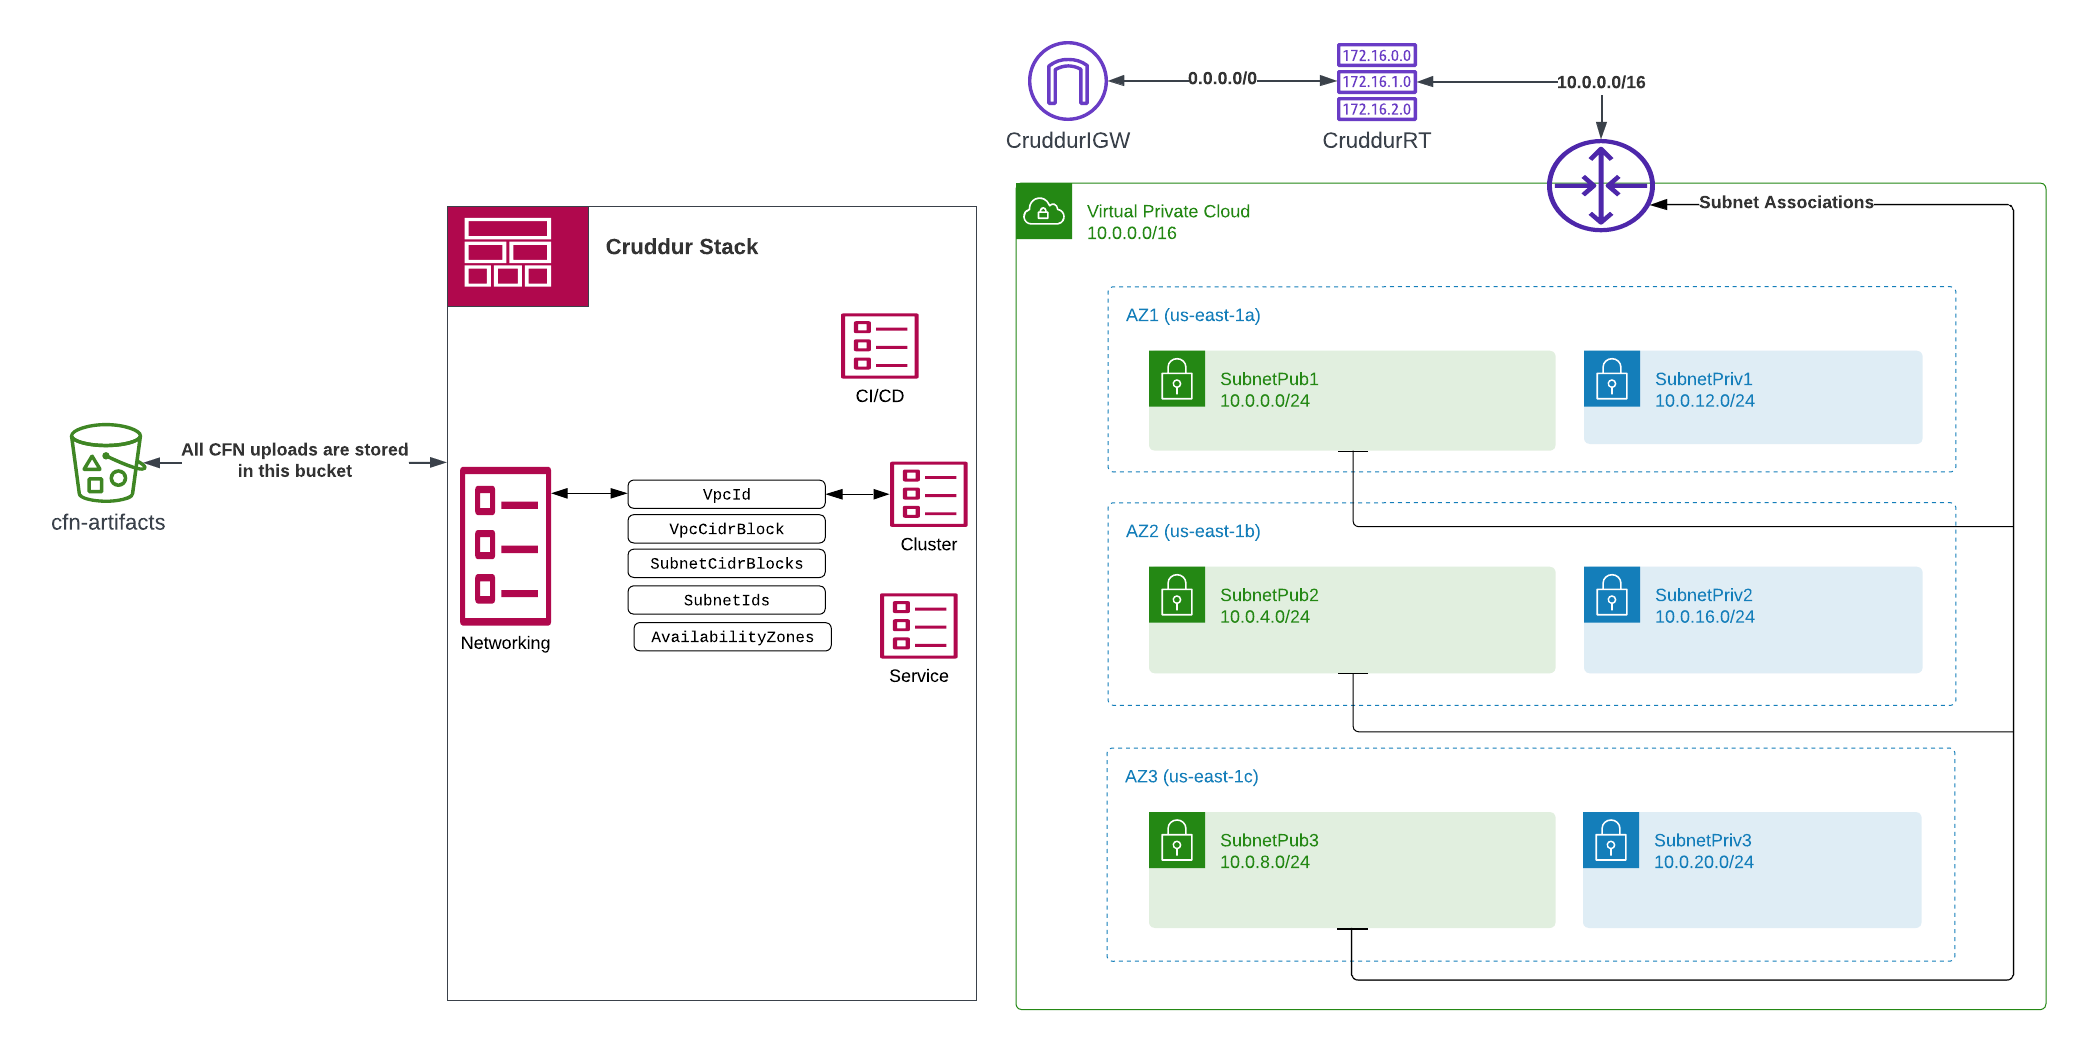 172.16.0.0
172.16.1.0
172.16.2.0
0.0.0.0/0
10.0.0.0/16
CruddurIGW
CruddurRT
Subnet Associations
Virtual Private Cloud
10.0.0.0/16
Cruddur Stack
CI/CD
All CFN uploads are stored
in this bucket
cfn-artifacts
Networking
VpcId
VpcCidrBlock
SubnetCidrBlocks
SubnetIds
AvailabilityZones
Cluster
Service
AZ1 (us-east-1a)
SubnetPub1
10.0.0.0/24
SubnetPriv1
10.0.12.0/24
AZ2 (us-east-1b)
SubnetPub2
10.0.4.0/24
SubnetPriv2
10.0.16.0/24
AZ3 (us-east-1c)
SubnetPub3
10.0.8.0/24
SubnetPriv3
10.0.20.0/24